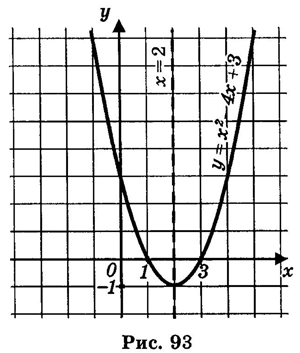 y
x = 2
y = x² − 4x + 3
0 1 3 x
−1
Рис. 93